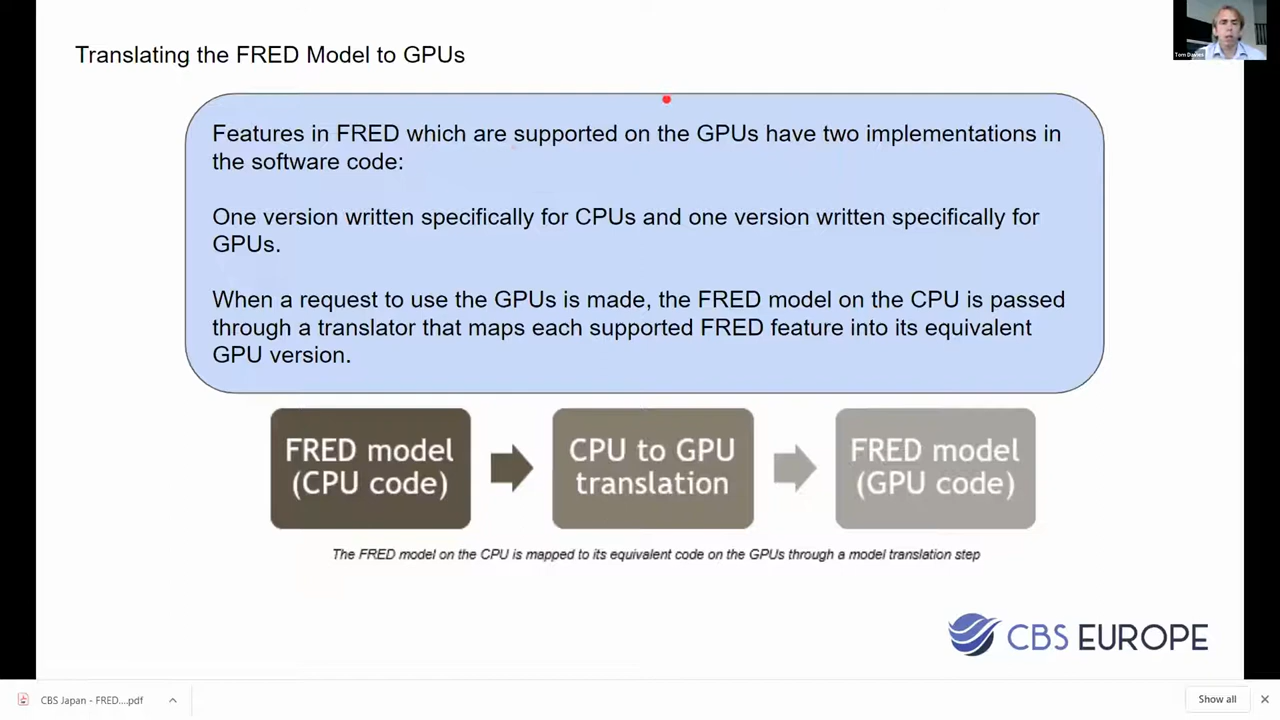 Translating the FRED Model to GPUs
Features in FRED which are supported on the GPUs have two implementations in
the software code:
One version written specifically for CPUs and one version written specifically for
GPUs.
When a request to use the GPUs is made, the FRED model on the CPU is passed
through a translator that maps each supported FRED feature into its equivalent
GPU version.
FRED model
(CPU code)
CPU to GPU
translation
FRED model
(GPU code)
The FRED model on the CPU is mapped to its equivalent code on the GPUs through a model translation step
CBS EUROPE
CBS Japan - FRED....pdf
Show all